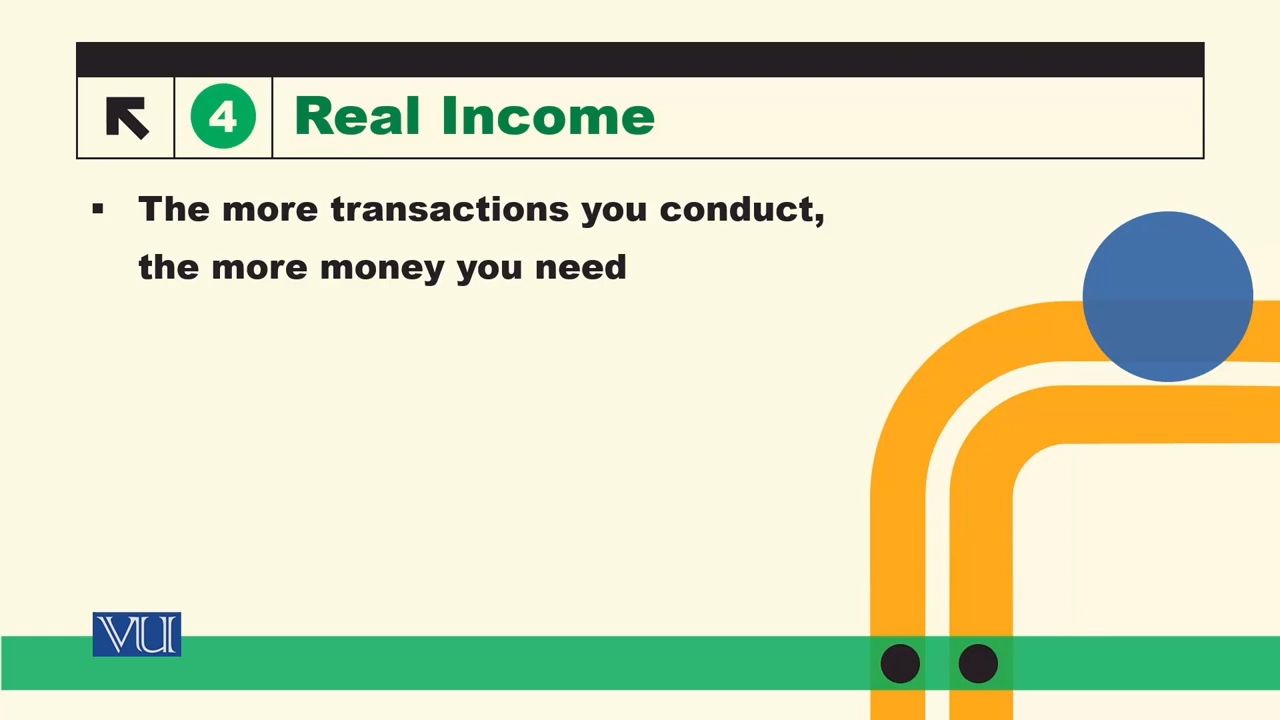 4 Real Income
▪ The more transactions you conduct,
the more money you need
VU